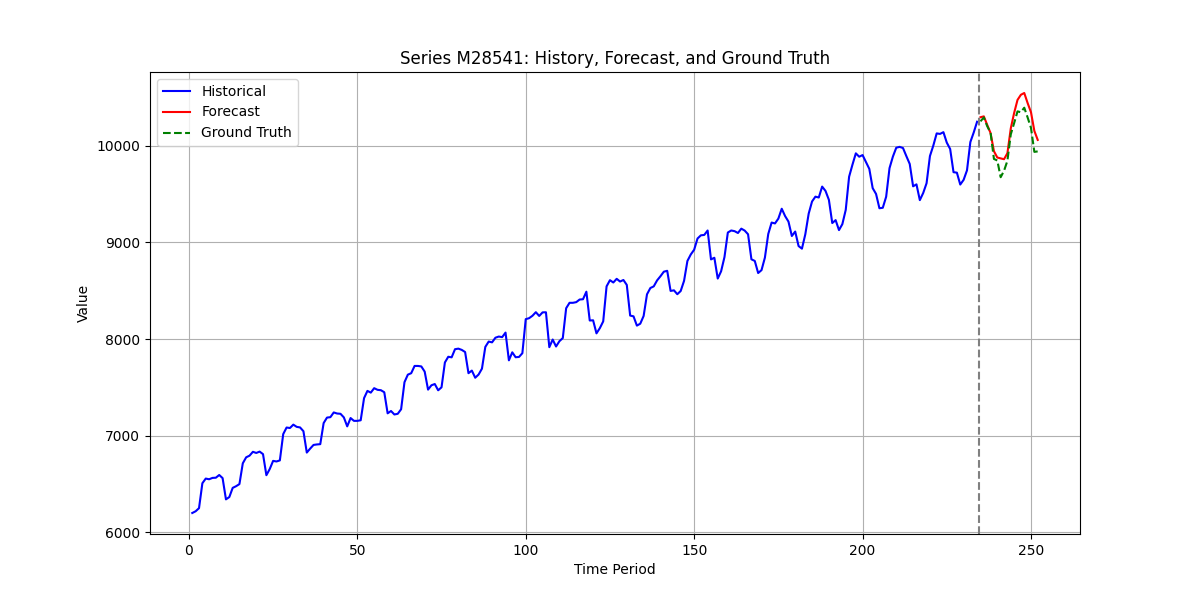 Series M28541: History, Forecast, and Ground Truth
Historical
Forecast
Ground Truth
10000
9000
8000
7000
6000
Value
0 50 100 150 200 250
Time Period